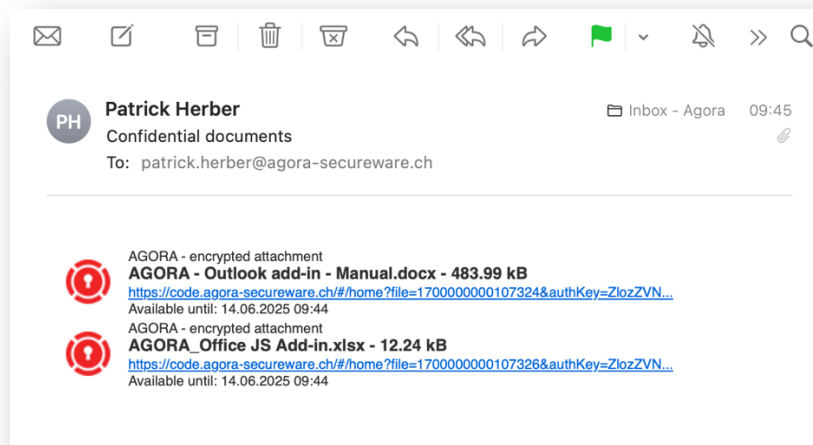 PH
Patrick Herber
Inbox - Agora 09:45
Confidential documents
To: patrick.herber@agora-secureware.ch
AGORA - encrypted attachment
AGORA - Outlook add-in - Manual.docx - 483.99 kB
https://code.agora-secureware.ch/#/home?file=1700000000107324&authKey=ZIozZVN...
Available until: 14.06.2025 09:44
AGORA - encrypted attachment
AGORA_Office JS Add-in.xlsx - 12.24 kB
https://code.agora-secureware.ch/#/home?file=1700000000107326&authKey=ZIozZVN...
Available until: 14.06.2025 09:44